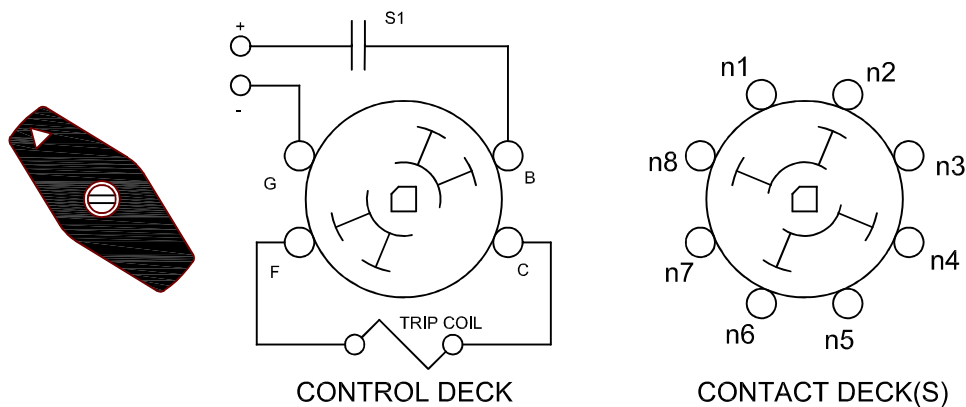 S1
+
-
G
B
F
C
TRIP COIL
CONTROL DECK
n1
n2
n8
n3
n7
n4
n6
n5
CONTACT DECK(S)